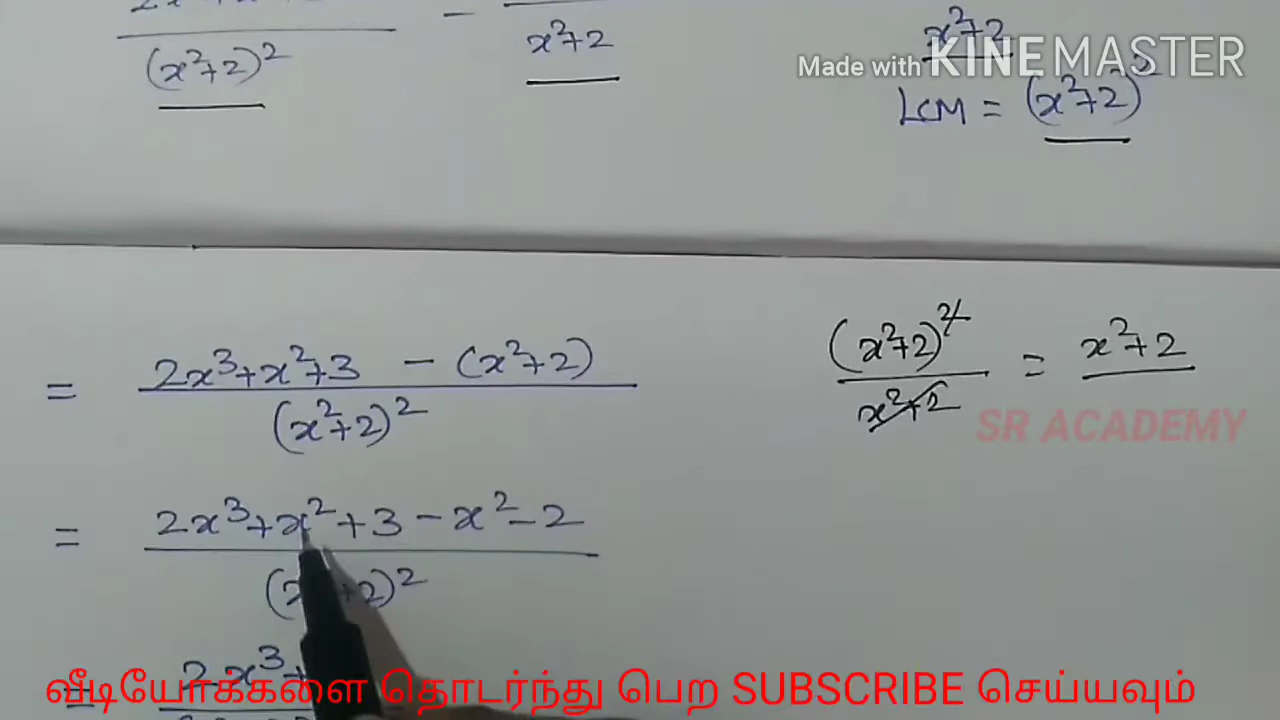 (x²+2)² - x²+2
x²+2
Made with KINEMASTER
LCM = (x²+2)²
= 2x³+x²+3 - (x²+2)
(x²+2)²
(x²+2)² / x²+2 = x²+2
SR ACADEMY
= 2x³+x²+3-x²-2
= 2x³+
வீடியோக்களை தொடர்ந்து பெற SUBSCRIBE செய்யவும்